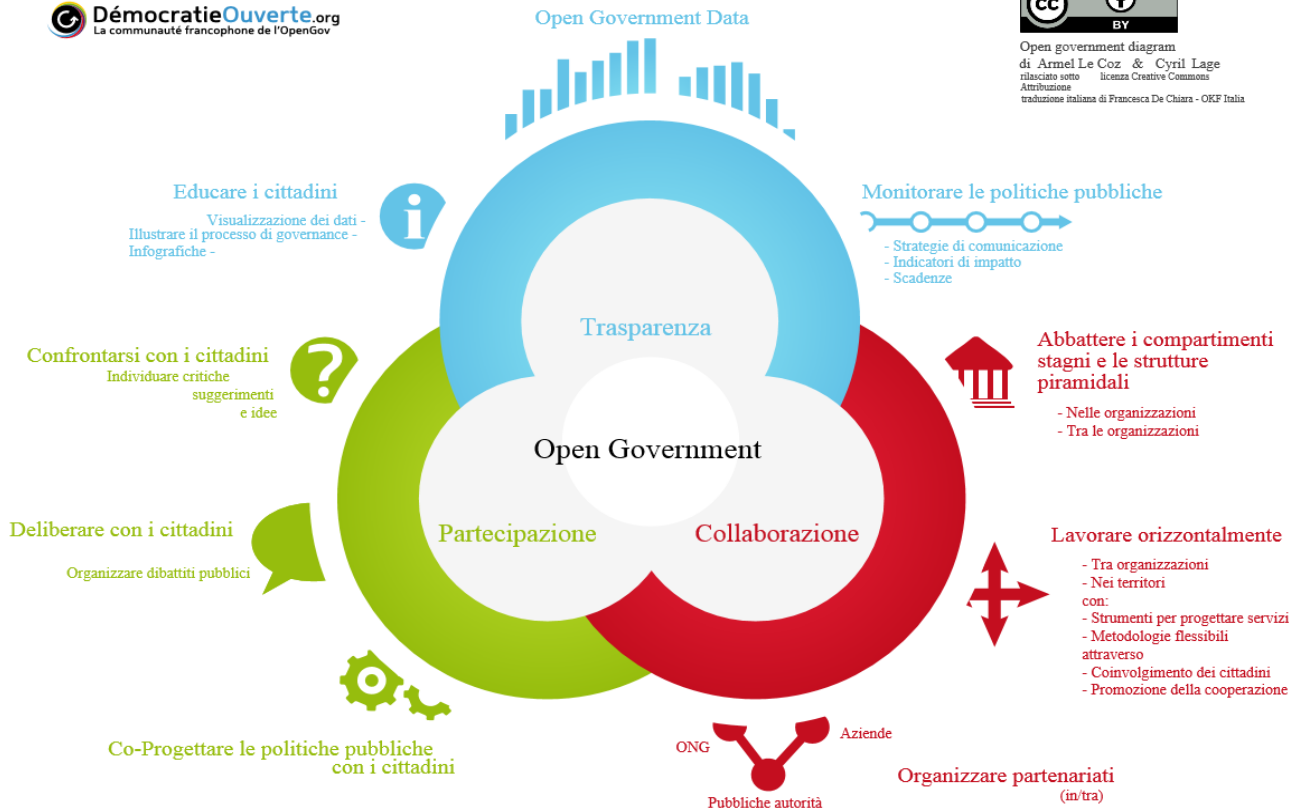 DémocratieOuverte.org
La communauté francophone de l'OpenGov
Open Government Data
cc
BY
Open government diagram
di Armel Le Coz & Cyril Lage
rilasciato sotto licenza Creative Commons
Attribuzione
traduzione italiana di Francesca De Chiara - OKF Italia
Educare i cittadini
Visualizzazione dei dati -
Illustrare il processo di governance -
Infografiche -
i
Monitorare le politiche pubbliche
- Strategie di comunicazione
- Indicatori di impatto
- Scadenze
Trasparenza
Confrontarsi con i cittadini
Individuare critiche
suggerimenti
e idee
?
Abbattere i compartimenti
stagni e le strutture
piramidali
- Nelle organizzazioni
- Tra le organizzazioni
Open Government
Deliberare con i cittadini
Organizzare dibattiti pubblici
Partecipazione
Collaborazione
Lavorare orizzontalmente
- Tra organizzazioni
- Nei territori
con:
- Strumenti per progettare servizi
- Metodologie flessibili
attraverso
- Coinvolgimento dei cittadini
- Promozione della cooperazione
Co-Progettare le politiche pubbliche
con i cittadini
ONG
Aziende
Pubbliche autorità
Organizzare partenariati
(in/tra)